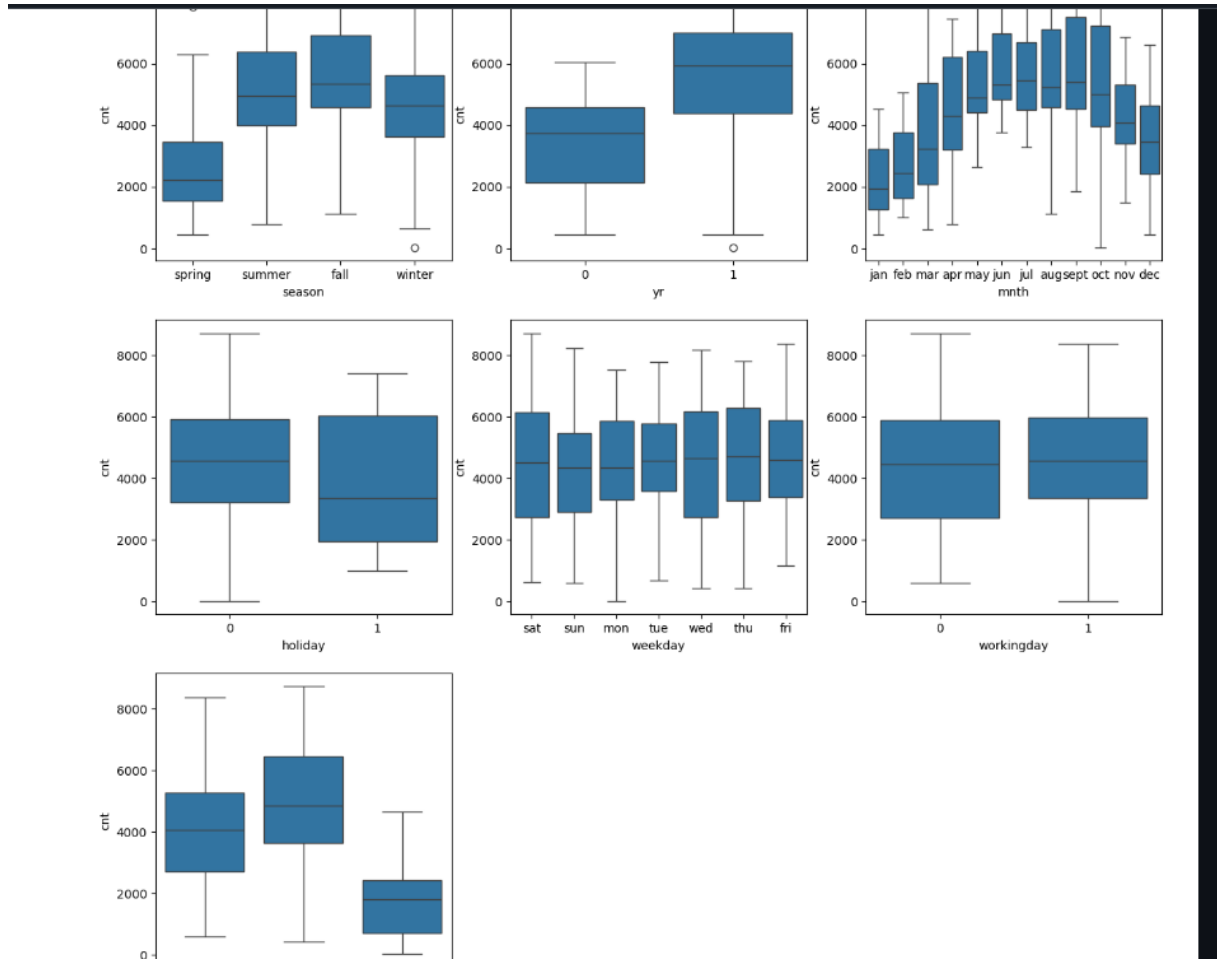 cnt
6000
4000
2000
0
spring summer fall winter
season
cnt
6000
4000
2000
0
0 1
yr
cnt
6000
4000
2000
0
jan feb mar apr may jun jul aug sept oct nov dec
mnth
cnt
8000
6000
4000
2000
0
0 1
holiday
cnt
8000
6000
4000
2000
0
sat sun mon tue wed thu fri
weekday
cnt
8000
6000
4000
2000
0
0 1
workingday
cnt
8000
6000
4000
2000
0